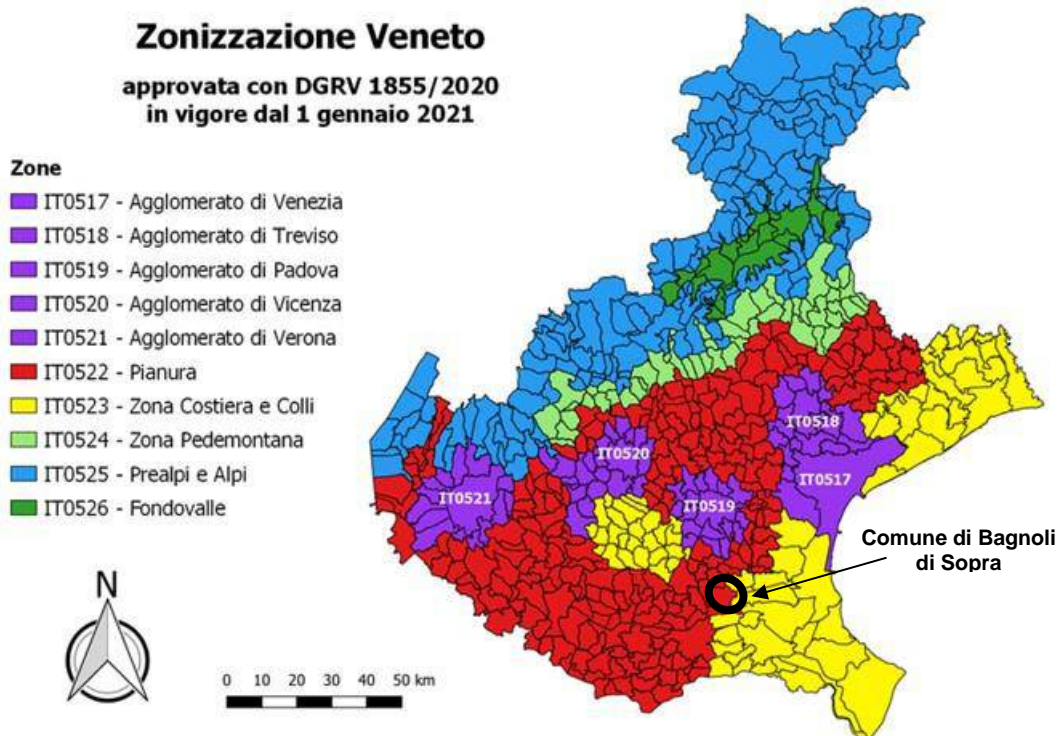 Zonizzazione Veneto
approvata con DGRV 1855/2020
in vigore dal 1 gennaio 2021
Zone
IT0517 - Agglomerato di Venezia
IT0518 - Agglomerato di Treviso
IT0519 - Agglomerato di Padova
IT0520 - Agglomerato di Vicenza
IT0521 - Agglomerato di Verona
IT0522 - Pianura
IT0523 - Zona Costiera e Colli
IT0524 - Zona Pedemontana
IT0525 - Prealpi e Alpi
IT0526 - Fondovalle
IT0518
IT0520
IT0517
IT0521
IT0519
Comune di Bagnoli
di Sopra
N
0 10 20 30 40 50 km